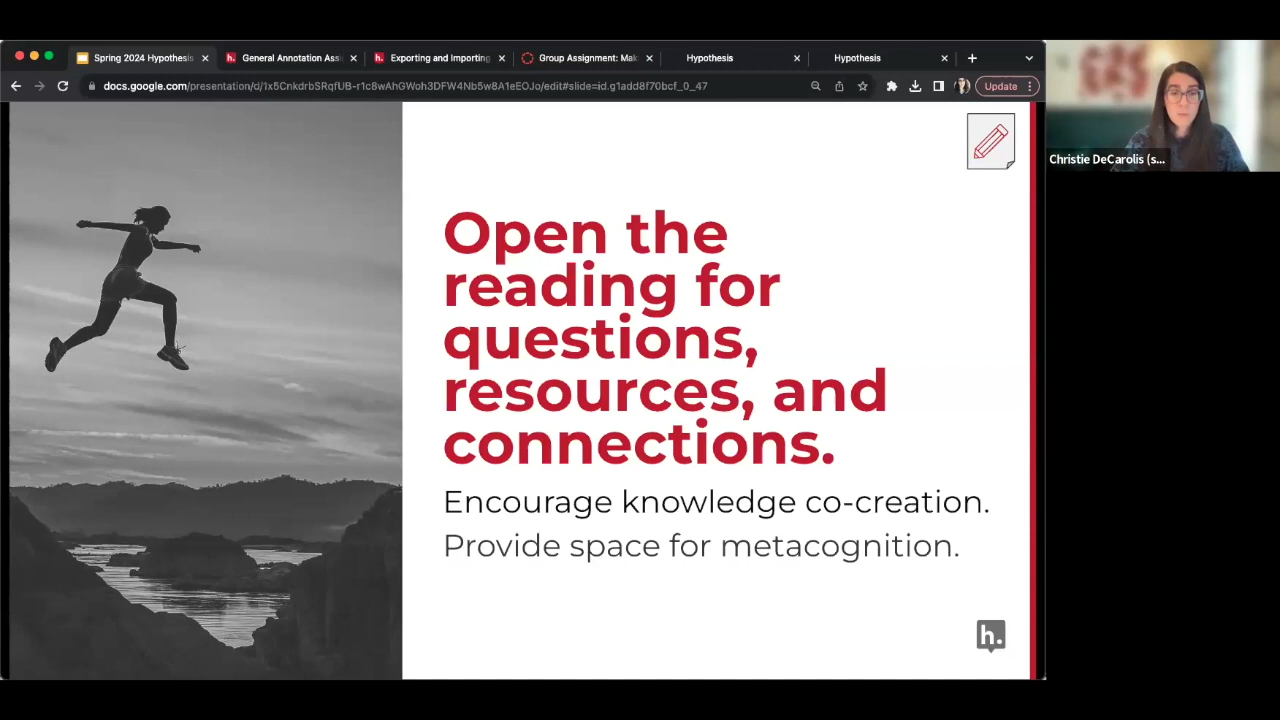 Spring 2024 Hypothesis
General Annotation Ass
Exporting and Importing
Group Assignment: Mak
Hypothesis
Hypothesis
docs.google.com/presentation/d/1x5CnkdrbSRqfUB-r1c8wAhGWoh3DFW4Nb5w8A1eEOJo/edit#slide=id.g1add8f70bcf_0_47
Update
Christie DeCarolis (s...
Open the
reading for
questions,
resources, and
connections.
Encourage knowledge co-creation.
Provide space for metacognition.
h.